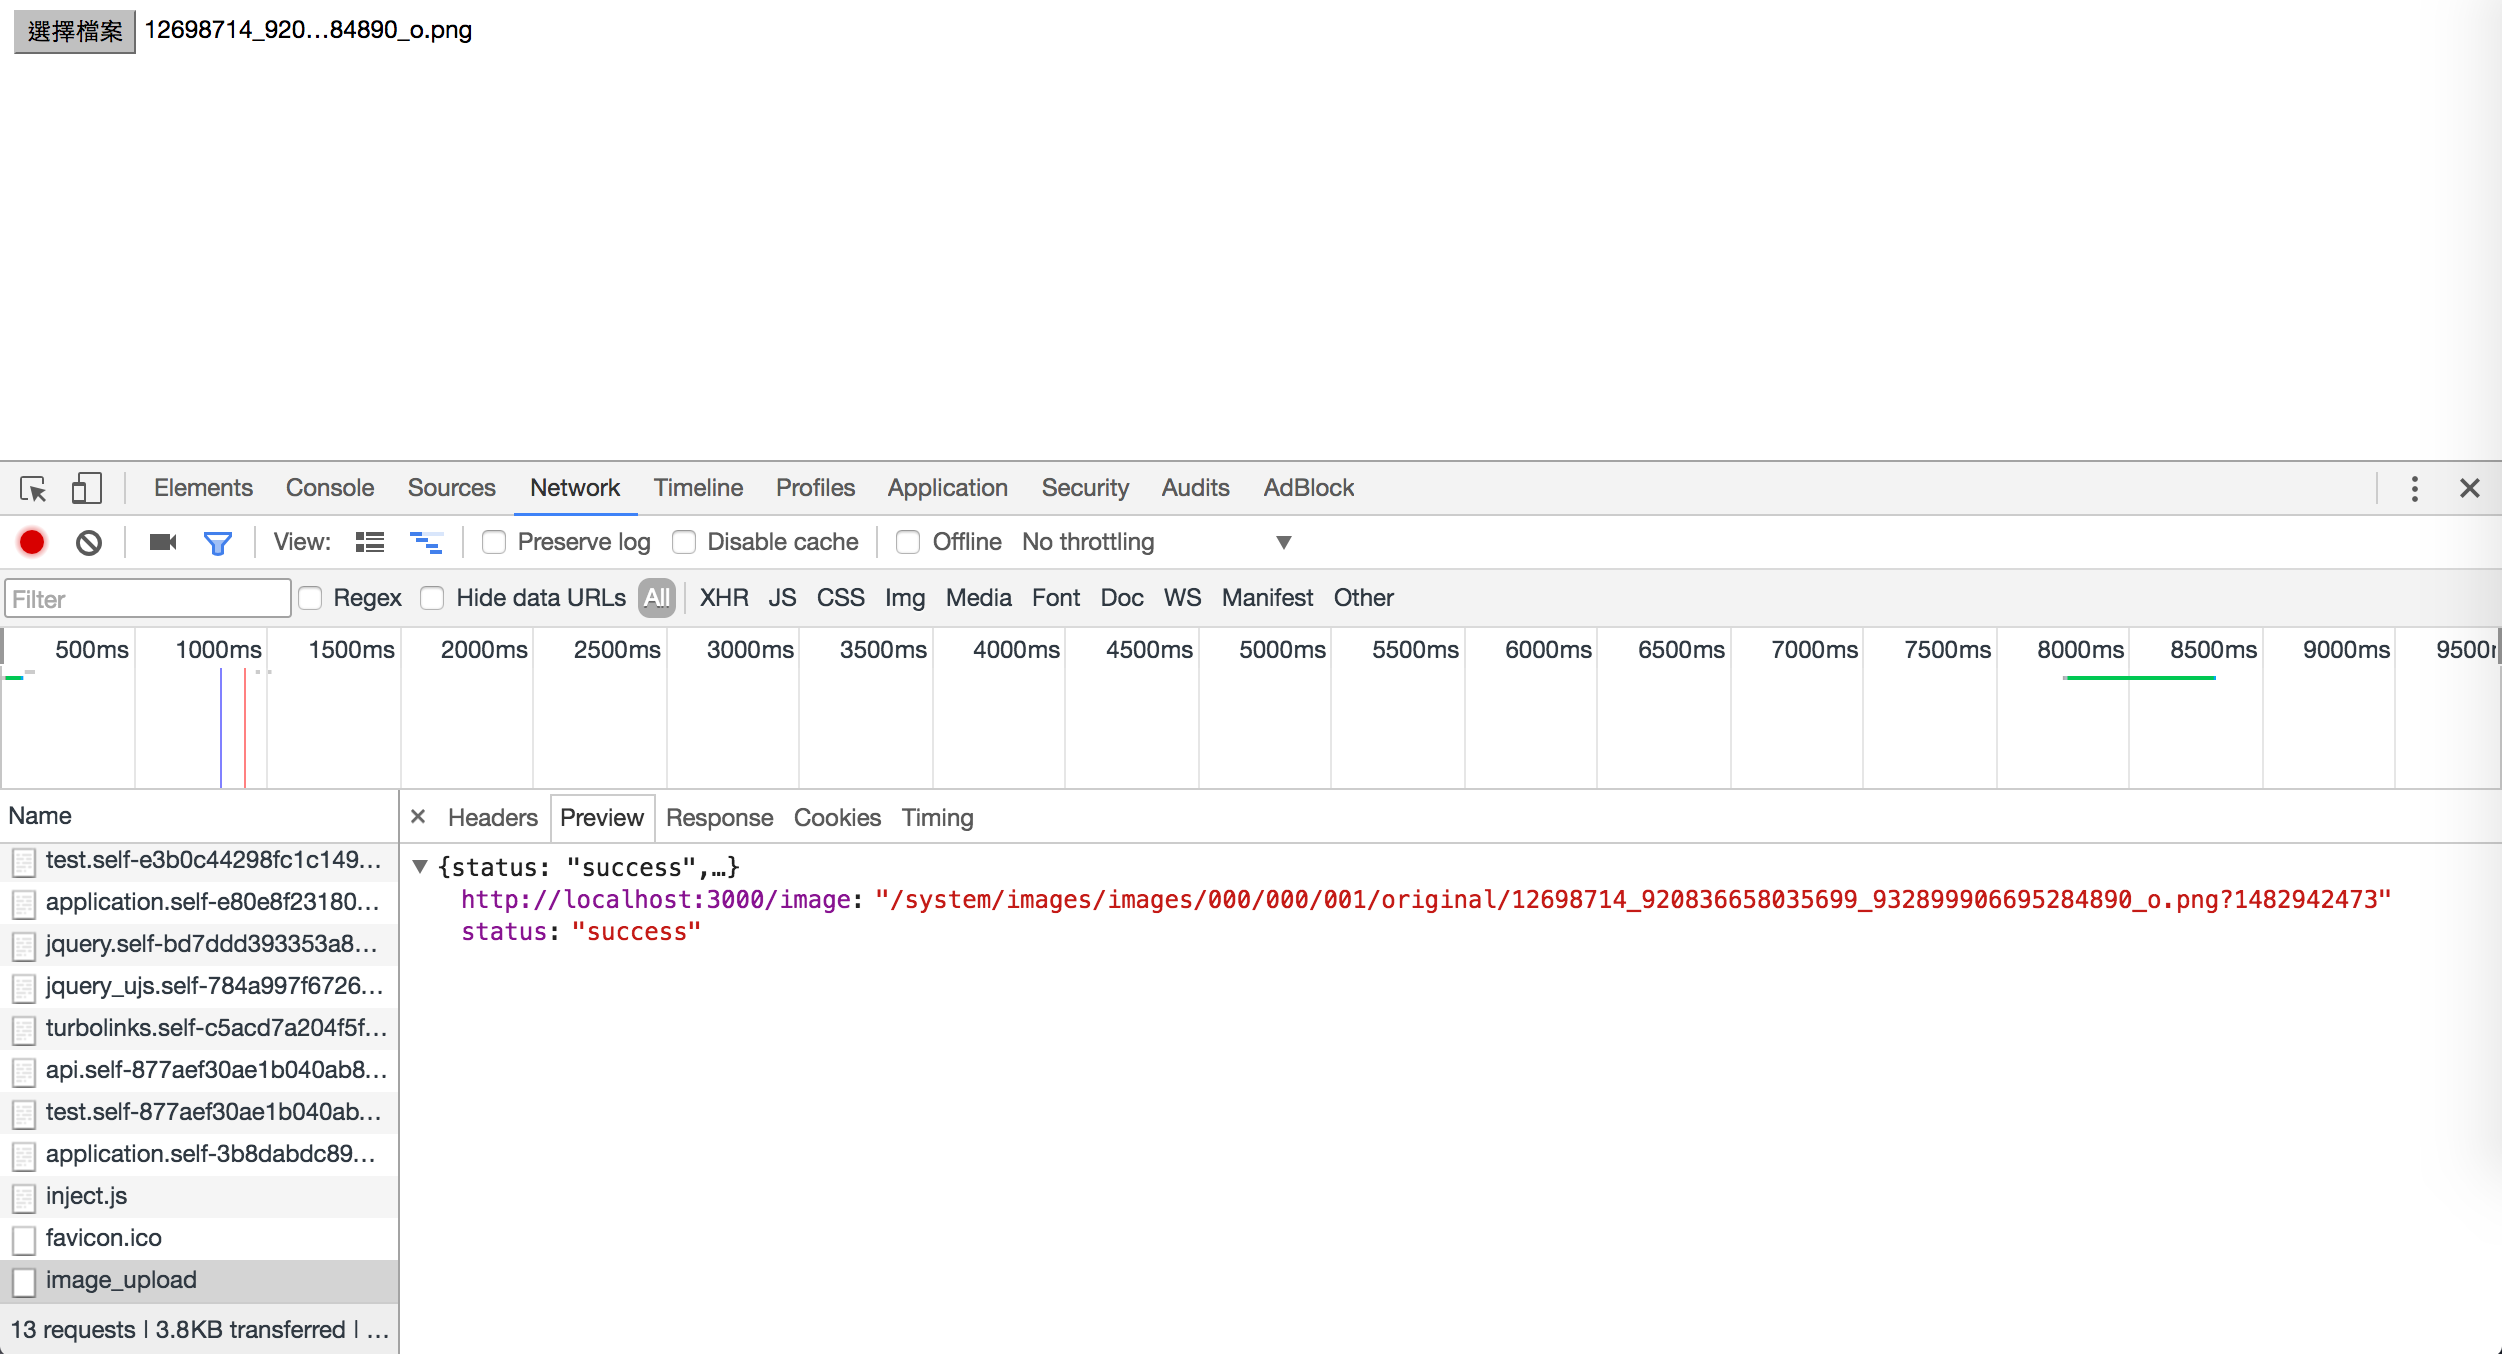 選擇檔案 12698714_920…84890_o.png
Elements Console Sources Network Timeline Profiles Application Security Audits AdBlock
View: Preserve log Disable cache Offline No throttling
Filter Regex Hide data URLs All XHR JS CSS Img Media Font Doc WS Manifest Other
500ms 1000ms 1500ms 2000ms 2500ms 3000ms 3500ms 4000ms 4500ms 5000ms 5500ms 6000ms 6500ms 7000ms 7500ms 8000ms 8500ms 9000ms 9500r
Name
test.self-e3b0c44298fc1c149…
application.self-e80e8f23180…
jquery.self-bd7ddd393353a8…
jquery_ujs.self-784a997f6726…
turbolinks.self-c5acd7a204f5f…
api.self-877aef30ae1b040ab8…
test.self-877aef30ae1b040ab…
application.self-3b8dabdc89…
inject.js
favicon.ico
image_upload
13 requests | 3.8KB transferred | …
× Headers Preview Response Cookies Timing
▼ {status: "success",…}
http://localhost:3000/image: "/system/images/images/000/000/001/original/12698714_920836658035699_932899906695284890_o.png?1482942473"
status: "success"